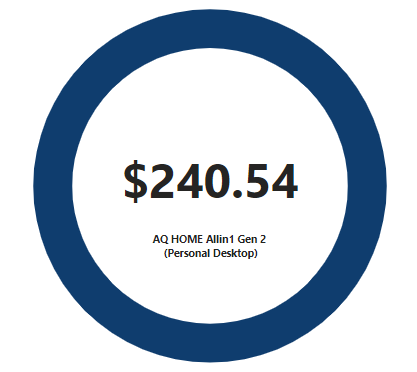 $240.54
AQ HOME Allin1 Gen 2
(Personal Desktop)